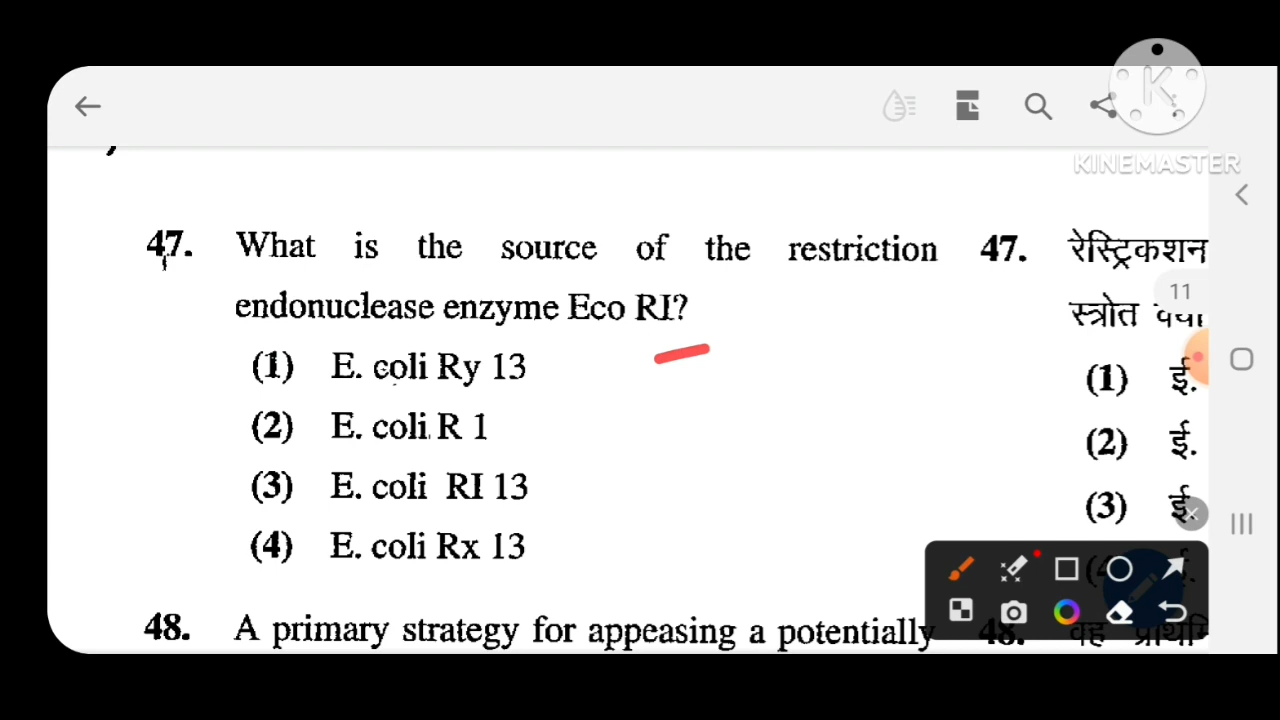 KINEMASTER
47. What is the source of the restriction
endonuclease enzyme Eco RI?
(1) E. coli Ry 13
(2) E. coli R 1
(3) E. coli RI 13
(4) E. coli Rx 13
48. A primary strategy for appeasing a potentially
47. रेस्ट्रिकशन
11
स्त्रोत
(1) ई.
(2) ई.
(3) ई.
48. वह